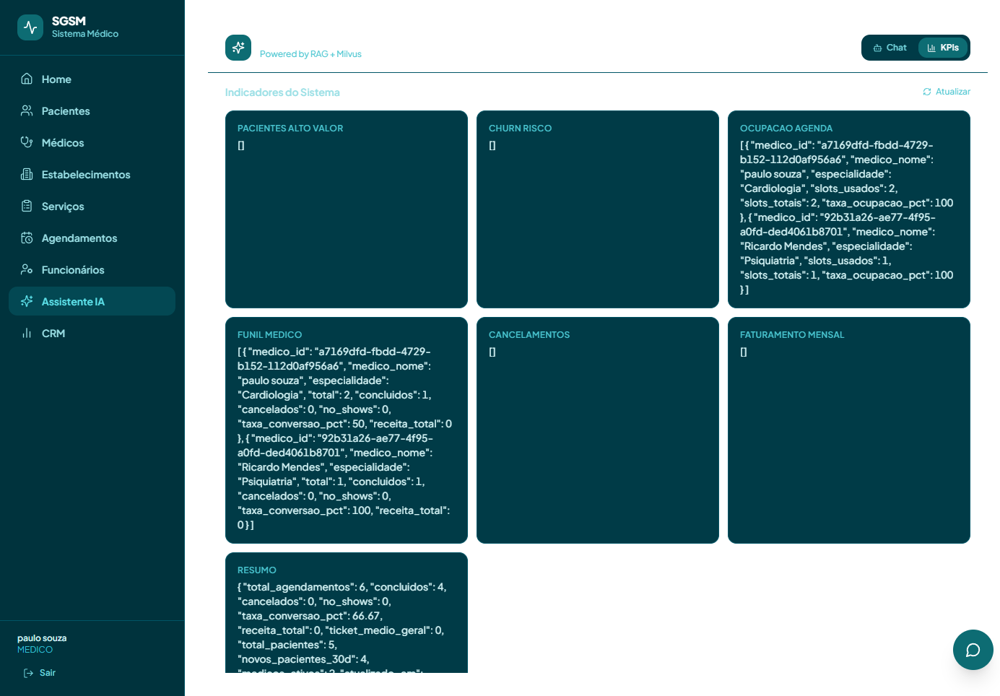 SGSM
Sistema Médico
Home
Pacientes
Médicos
Estabelecimentos
Serviços
Agendamentos
Funcionários
Assistente IA
CRM
paulo souza
MEDICO
Sair
Powered by RAG + Milvus
Chat
KPIs
Indicadores do Sistema
Atualizar
PACIENTES ALTO VALOR
[]
CHURN RISCO
[]
OCUPACAO AGENDA
[ { "medico_id": "a7169dfd-fbdd-4729-
b152-112d0af956a6", "medico_nome":
"paulo souza", "especialidade":
"Cardiologia", "slots_usados": 2,
"slots_totais": 2, "taxa_ocupacao_pct": 100
}, { "medico_id": "92b31a26-ae77-4f95-
a0fd-ded4061b8701", "medico_nome":
"Ricardo Mendes", "especialidade":
"Psiquiatria", "slots_usados": 1,
"slots_totais": 1, "taxa_ocupacao_pct": 100
} ]
FUNIL MEDICO
[ { "medico_id": "a7169dfd-fbdd-4729-
b152-112d0af956a6", "medico_nome":
"paulo souza", "especialidade":
"Cardiologia", "total": 2, "concluidos": 1,
"cancelados": 0, "no_shows": 0,
"taxa_conversao_pct": 50, "receita_total": 0
}, { "medico_id": "92b31a26-ae77-4f95-
a0fd-ded4061b8701", "medico_nome":
"Ricardo Mendes", "especialidade":
"Psiquiatria", "total": 1, "concluidos": 1,
"cancelados": 0, "no_shows": 0,
"taxa_conversao_pct": 100, "receita_total":
0 } ]
CANCELAMENTOS
[]
FATURAMENTO MENSAL
[]
RESUMO
{ "total_agendamentos": 6, "concluidos": 4,
"cancelados": 0, "no_shows": 0,
"taxa_conversao_pct": 66.67,
"receita_total": 0, "ticket_medio_geral": 0,
"total_pacientes": 5,
"novos_pacientes_30d": 4,